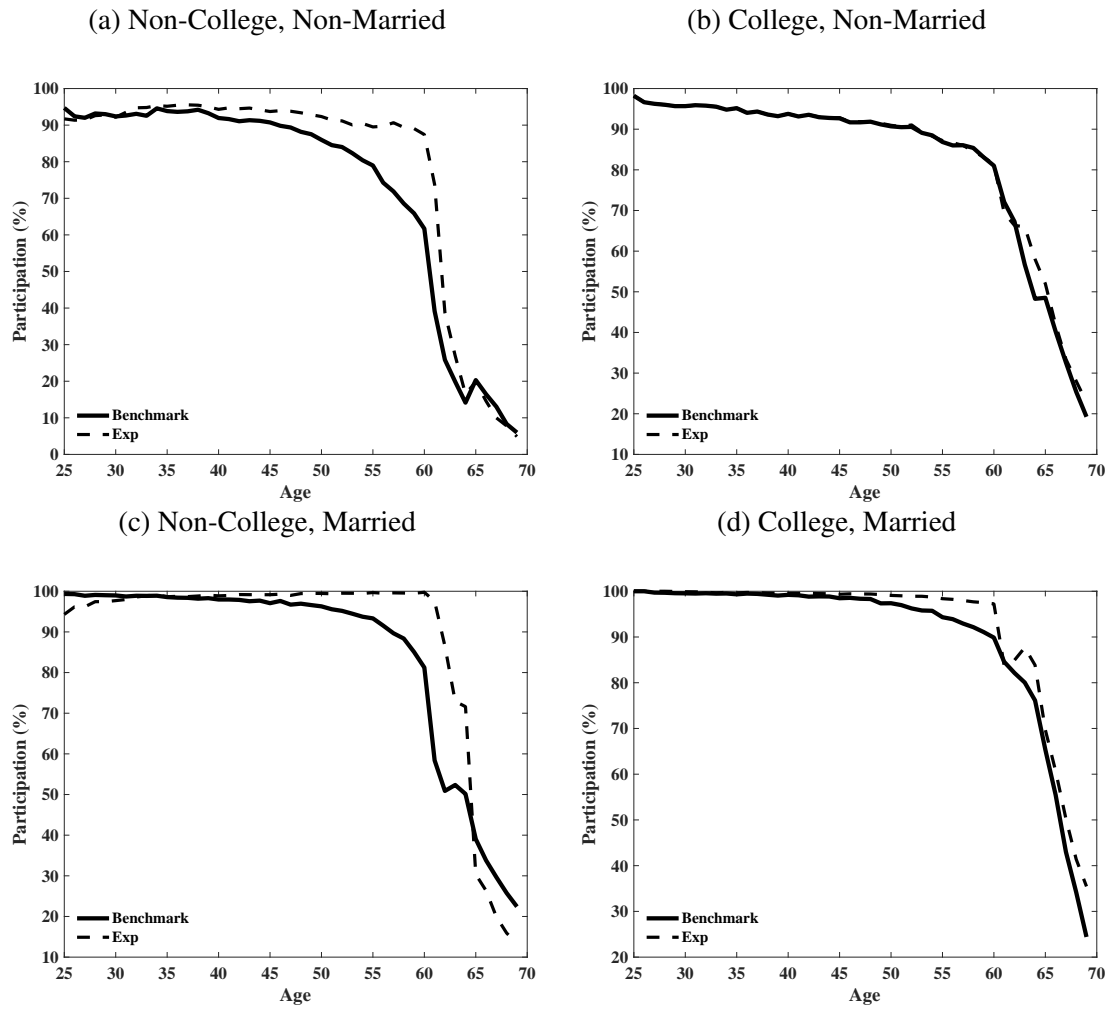 (a) Non-College, Non-Married
100
90
80
70
60
50
40
30
20
10
0
Participation (%)
Benchmark
Exp
25 30 35 40 45 50 55 60 65 70
Age
(b) College, Non-Married
100
90
80
70
60
50
40
30
20
10
Participation (%)
Benchmark
Exp
25 30 35 40 45 50 55 60 65 70
Age
(c) Non-College, Married
100
90
80
70
60
50
40
30
20
10
Participation (%)
Benchmark
Exp
25 30 35 40 45 50 55 60 65 70
Age
(d) College, Married
100
90
80
70
60
50
40
30
20
Participation (%)
Benchmark
Exp
25 30 35 40 45 50 55 60 65 70
Age